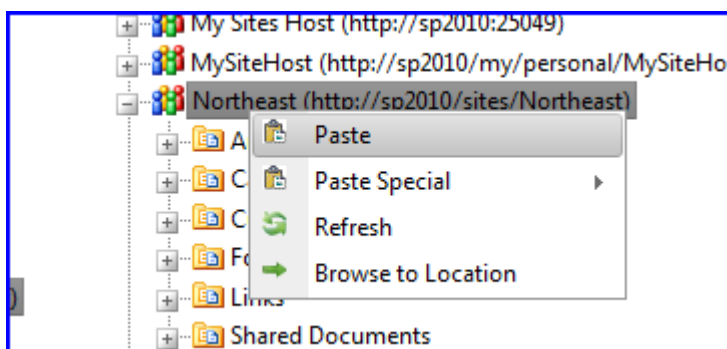 My Sites Host (http://sp2010:25049)
MySiteHost (http://sp2010/my/personal/MySiteHo
Northeast (http://sp2010/sites/Northeast)
A
Paste
C
Paste Special
C
Refresh
Fo
Browse to Location
Links
Shared Documents
)